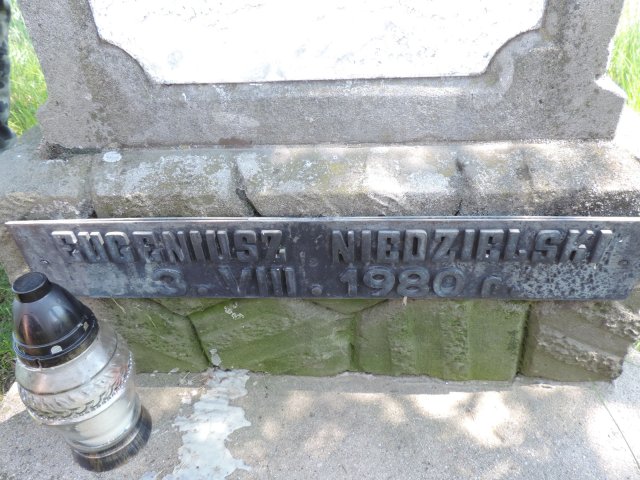 EUGENIUSZ NIEDZIELSKI
3. VIII. 1980 r.